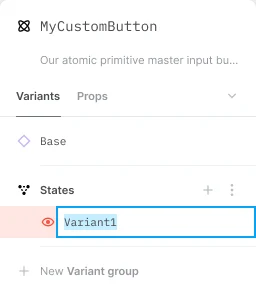 MyCustomButton
Our atomic primitive master input bu...
Variants Props
Base
States
Variant1
New Variant group